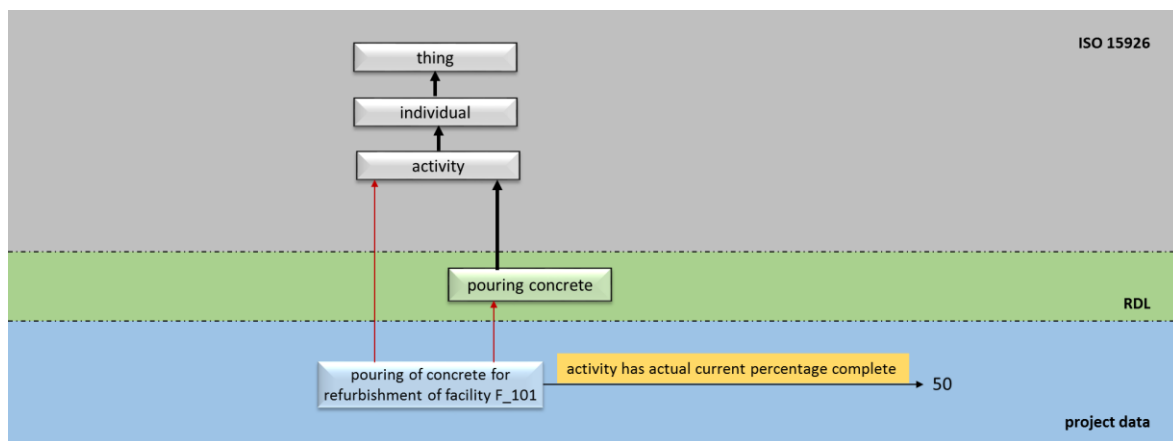 ISO 15926
thing
individual
activity
pouring concrete
RDL
pouring of concrete for
refurbishment of facility F_101
activity has actual current percentage complete
50
project data